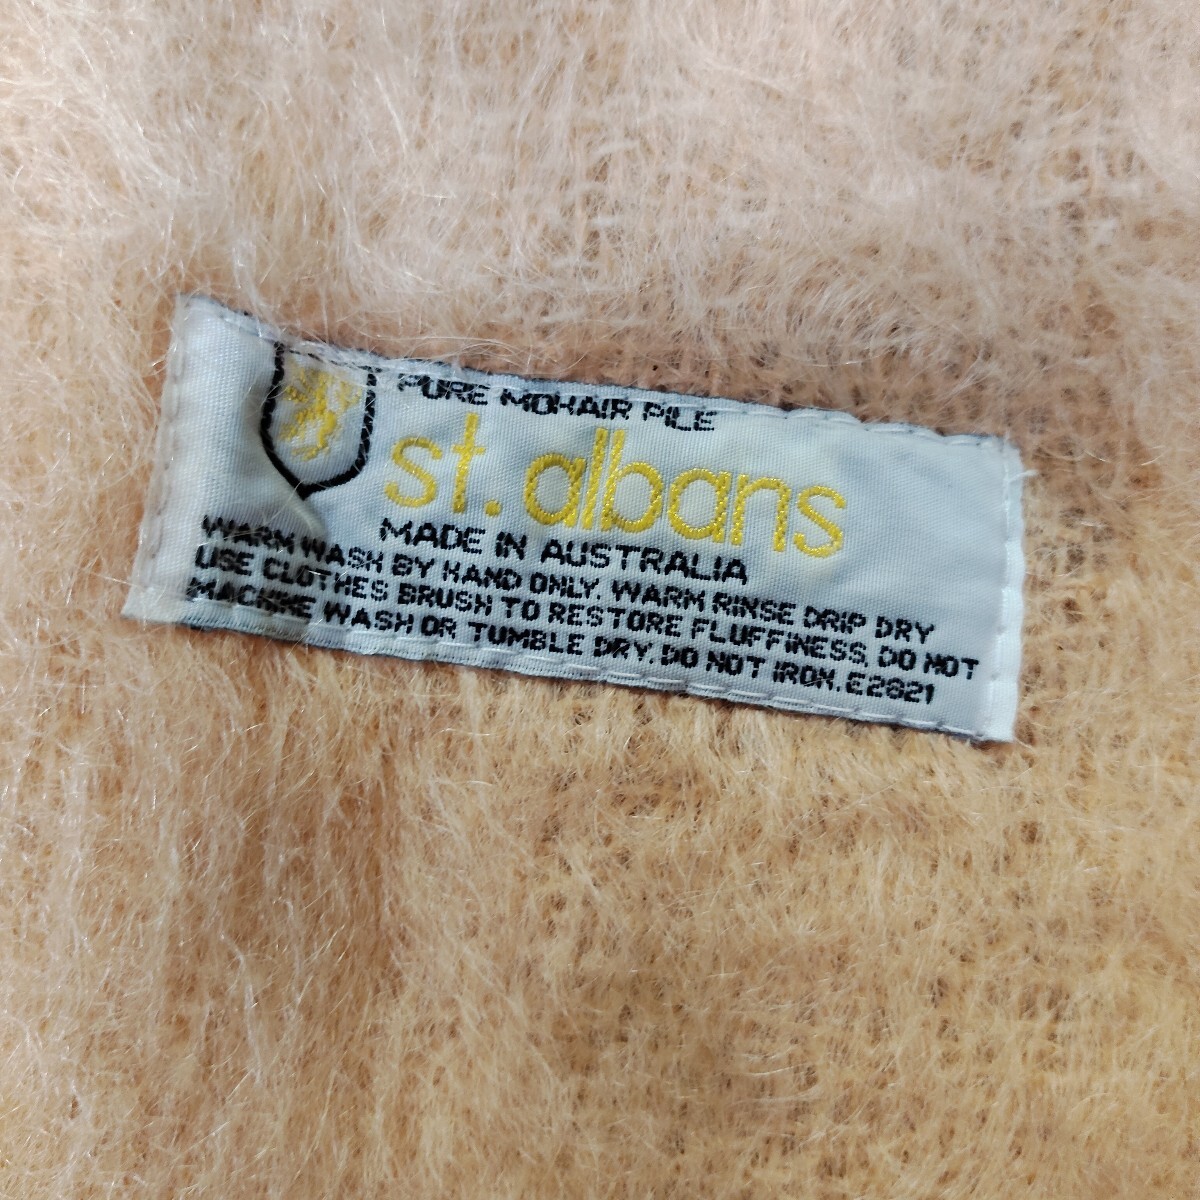 PURE MOHAIR PILE
st. albans
MADE IN AUSTRALIA
WARM WASH BY HAND ONLY. WARM RINSE DRIP DRY
USE CLOTHES BRUSH TO RESTORE FLUFFINESS. DO NOT
MACHINE WASH OR TUMBLE DRY. DO NOT IRON. E2821